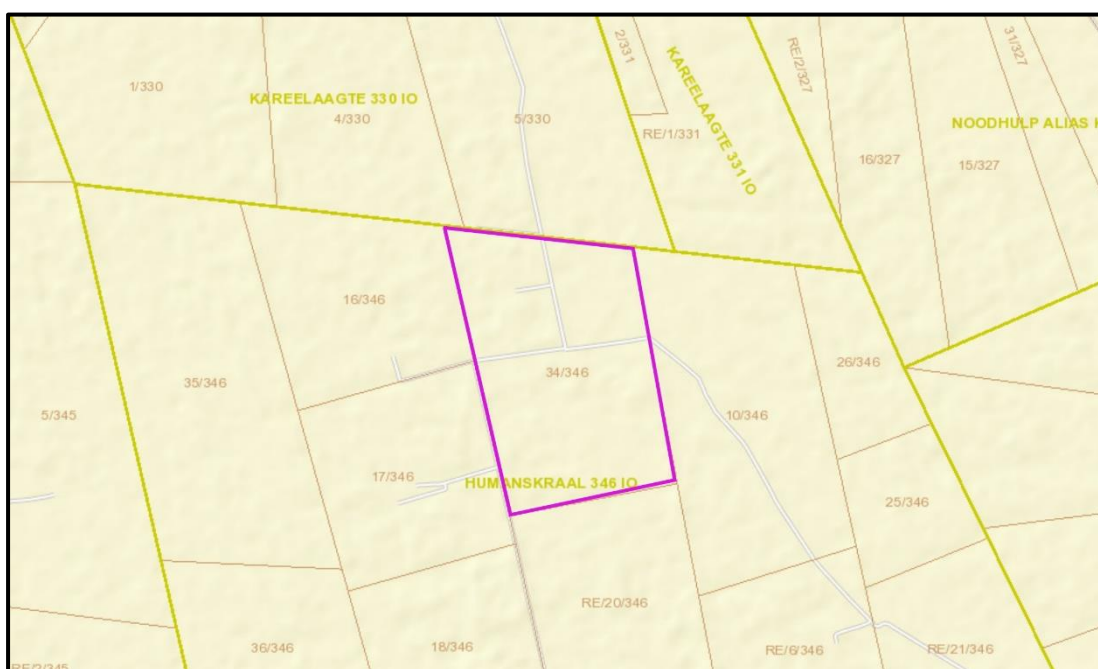 2/331
RE/2/327
31/327
1/330
KAREELAAGTE 330 IO
4/330
5/330
KAREELAAGTE 331 IO
RE/1/331
NOODHULP ALIAS
16/327
15/327
16/346
35/346
34/346
26/346
5/345
10/346
17/346
HUMANSKRAAL 346 IO
25/346
RE/20/346
36/346
18/346
RE/6/346
RE/21/346
RE/2/345